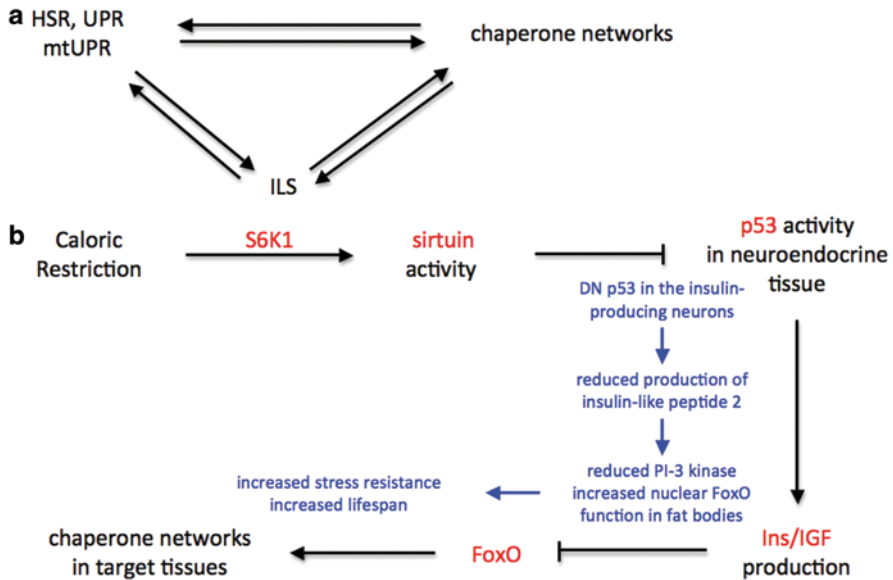 a
HSR, UPR
mtUPR
chaperone networks
ILS
b
Caloric
Restriction
S6K1
sirtuin
activity
p53 activity
in neuroendocrine
tissue
DN p53 in the insulin-
producing neurons
reduced production of
insulin-like peptide 2
reduced PI-3 kinase
increased nuclear FoxO
function in fat bodies
increased stress resistance
increased lifespan
chaperone networks
in target tissues
FoxO
Ins/IGF
production